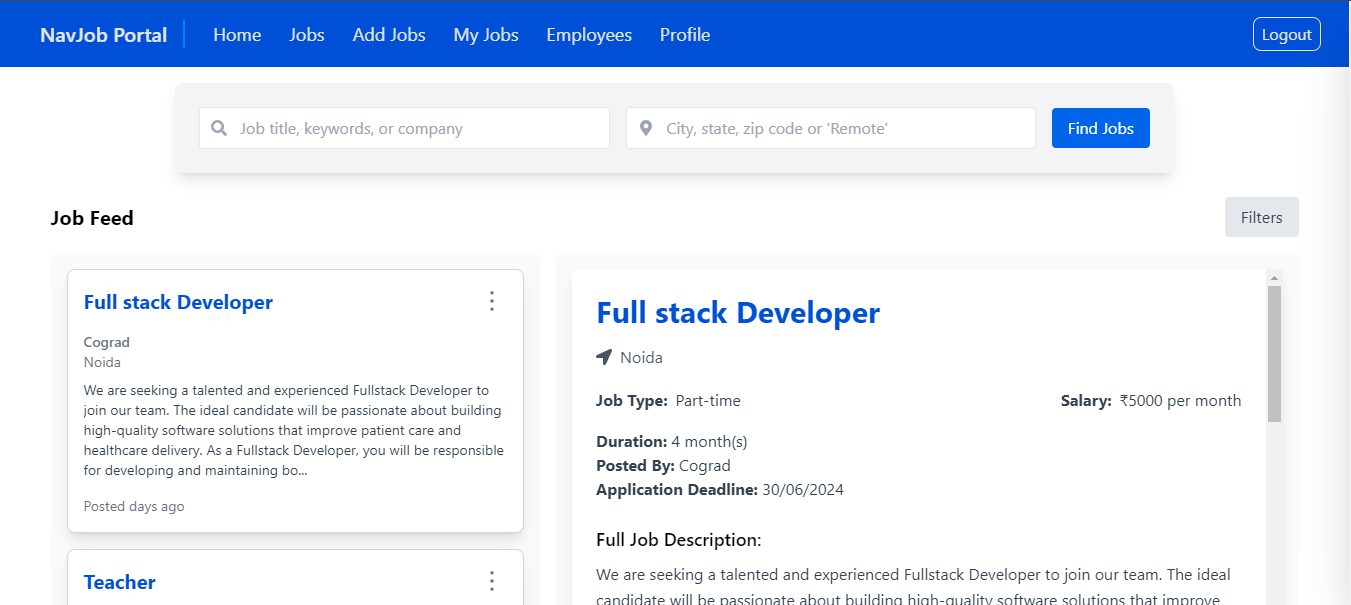 NavJob Portal Home Jobs Add Jobs My Jobs Employees Profile Logout
Job title, keywords, or company City, state, zip code or 'Remote' Find Jobs
Job Feed Filters
Full stack Developer
Cograd
Noida
We are seeking a talented and experienced Fullstack Developer to
join our team. The ideal candidate will be passionate about building
high-quality software solutions that improve patient care and
healthcare delivery. As a Fullstack Developer, you will be responsible
for developing and maintaining bo...
Posted days ago
Teacher
Full stack Developer
Noida
Job Type: Part-time Salary: ₹5000 per month
Duration: 4 month(s)
Posted By: Cograd
Application Deadline: 30/06/2024
Full Job Description:
We are seeking a talented and experienced Fullstack Developer to join our team. The ideal
candidate will be passionate about building high-quality software solutions that improve